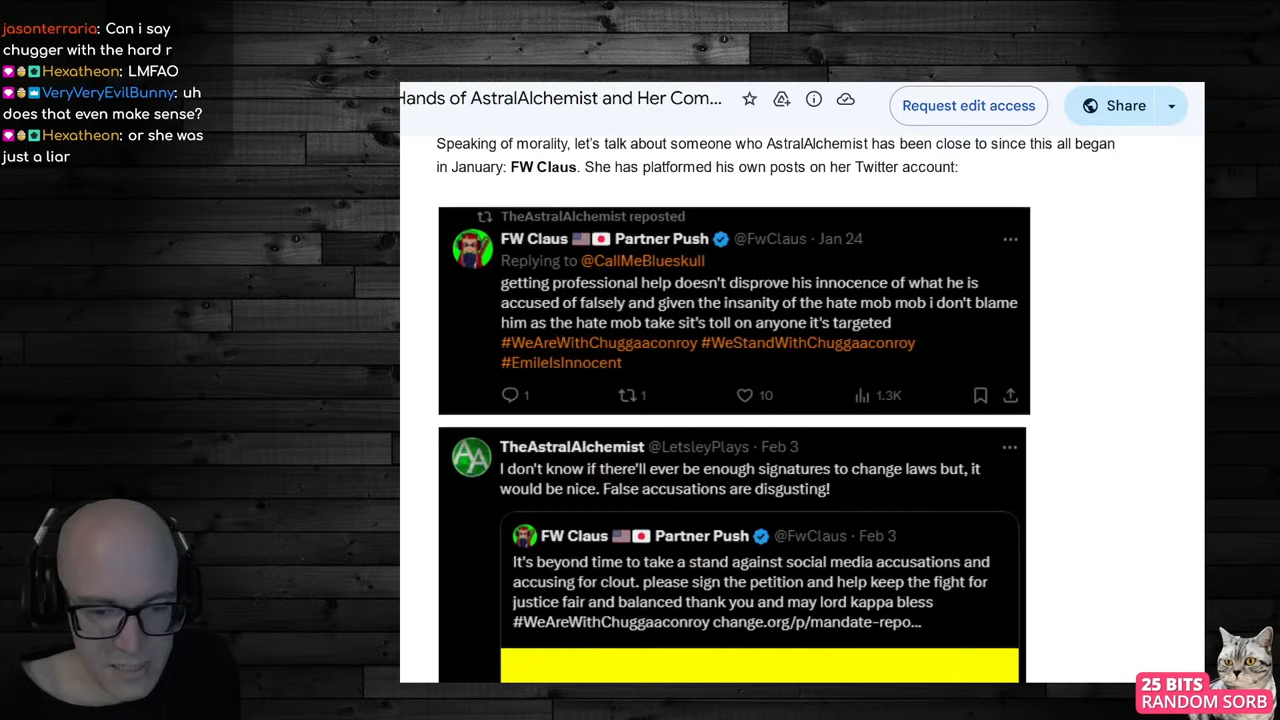 jasonterraria: Can i say
chugger with the hard r
Hexatheon: LMFAO
VeryVeryEvilBunny: uh
does that even make sense?
Hexatheon: or she was
just a liar
Hands of AstralAlchemist and Her Com...
Request edit access
Share
Speaking of morality, let's talk about someone who AstralAlchemist has been close to since this all began
in January: FW Claus. She has platformed his own posts on her Twitter account:
TheAstralAlchemist reposted
FW Claus 🇺🇸🇯🇵 Partner Push @FwClaus · Jan 24
Replying to @CallMeBlueskull
getting professional help doesn't disprove his innocence of what he is
accused of falsely and given the insanity of the hate mob mob i don't blame
him as the hate mob take sit's toll on anyone it's targeted
#WeAreWithChuggaaconroy #WeStandWithChuggaaconroy
#EmileIsInnocent
1 1 10 1.3K
AA
TheAstralAlchemist @LetsleyPlays · Feb 3
I don't know if there'll ever be enough signatures to change laws but, it
would be nice. False accusations are disgusting!
FW Claus 🇺🇸🇯🇵 Partner Push @FwClaus · Feb 3
It's beyond time to take a stand against social media accusations and
accusing for clout. please sign the petition and help keep the fight for
justice fair and balanced thank you and may lord kappa bless
#WeAreWithChuggaaconroy change.org/p/mandate-repo...
25 BITS
RANDOM SORB